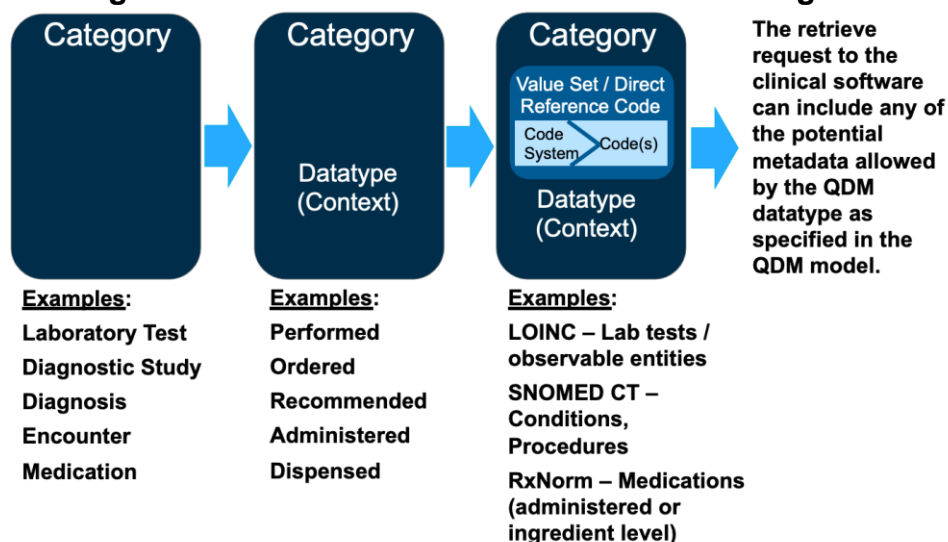 Category
Examples:
Laboratory Test
Diagnostic Study
Diagnosis
Encounter
Medication
Category
Datatype
(Context)
Examples:
Performed
Ordered
Recommended
Administered
Dispensed
Category
Value Set / Direct
Reference Code
Code
System
Code(s)
Datatype
(Context)
Examples:
LOINC – Lab tests /
observable entities
SNOMED CT –
Conditions,
Procedures
RxNorm – Medications
(administered or
ingredient level)
The retrieve
request to the
clinical software
can include any of
the potential
metadata allowed
by the QDM
datatype as
specified in the
QDM model.